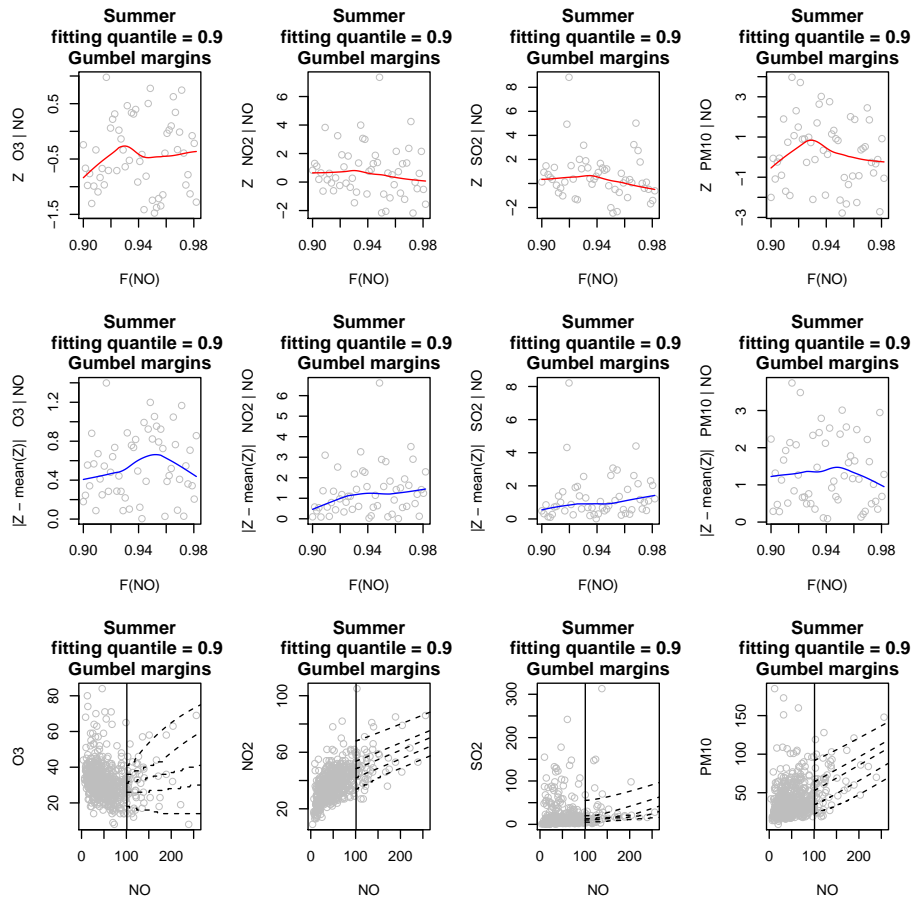 Summer
fitting quantile = 0.9
Gumbel margins
Z O3 | NO
0.5
−0.5
−1.5
0.90 0.94 0.98
F(NO)
Summer
fitting quantile = 0.9
Gumbel margins
Z NO2 | NO
6
4
2
0
−2
0.90 0.94 0.98
F(NO)
Summer
fitting quantile = 0.9
Gumbel margins
Z SO2 | NO
8
6
4
2
−2
0.90 0.94 0.98
F(NO)
Summer
fitting quantile = 0.9
Gumbel margins
Z PM10 | NO
3
1
−1
−3
0.90 0.94 0.98
F(NO)
Summer
fitting quantile = 0.9
Gumbel margins
|Z − mean(Z)| O3 | NO
1.2
0.8
0.4
0.0
0.90 0.94 0.98
F(NO)
Summer
fitting quantile = 0.9
Gumbel margins
|Z − mean(Z)| NO2 | NO
6
5
4
3
2
1
0
0.90 0.94 0.98
F(NO)
Summer
fitting quantile = 0.9
Gumbel margins
|Z − mean(Z)| SO2 | NO
8
6
4
2
0
0.90 0.94 0.98
F(NO)
Summer
fitting quantile = 0.9
Gumbel margins
|Z − mean(Z)| PM10 | NO
3
2
1
0
0.90 0.94 0.98
F(NO)
Summer
fitting quantile = 0.9
Gumbel margins
O3
80
60
40
20
0 100 200
NO
Summer
fitting quantile = 0.9
Gumbel margins
NO2
100
60
20
0 100 200
NO
Summer
fitting quantile = 0.9
Gumbel margins
SO2
300
200
100
0
0 100 200
NO
Summer
fitting quantile = 0.9
Gumbel margins
PM10
150
100
50
0 100 200
NO